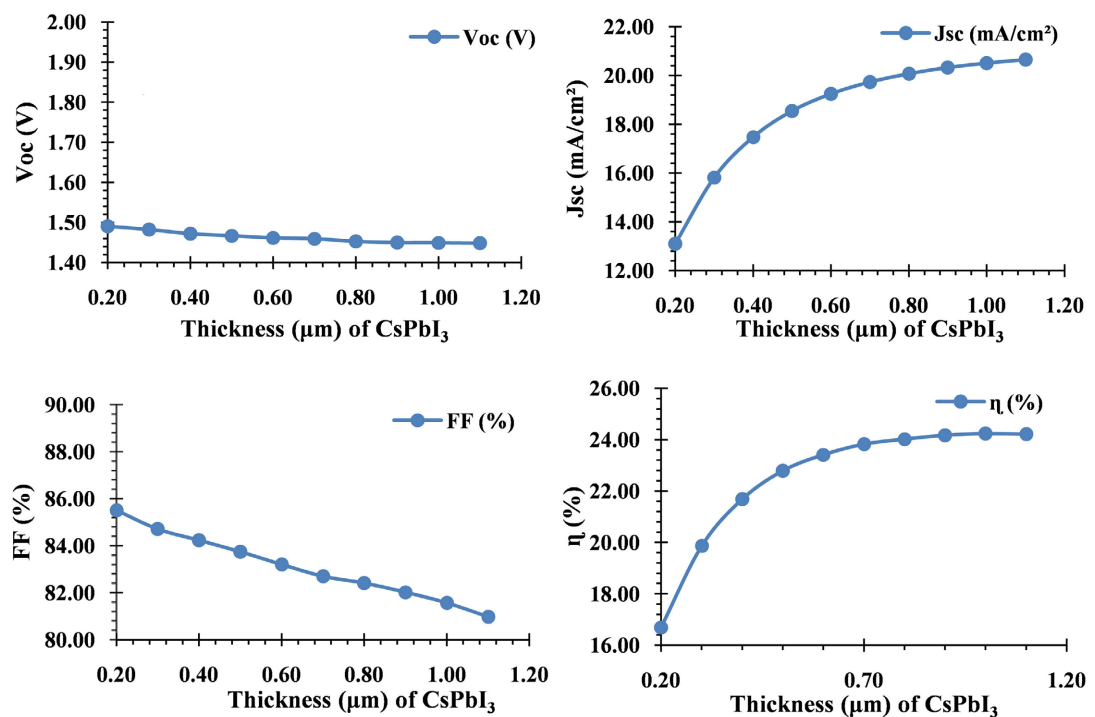 2.00
1.90
1.80
1.70
1.60
1.50
1.40
Voc (V)
Voc (V)
0.20 0.40 0.60 0.80 1.00 1.20
Thickness (µm) of CsPbI₃
22.00
20.00
18.00
16.00
14.00
12.00
Jsc (mA/cm²)
Jsc (mA/cm²)
0.20 0.40 0.60 0.80 1.00 1.20
Thickness (µm) of CsPbI₃
90.00
88.00
86.00
84.00
82.00
80.00
FF (%)
FF (%)
0.20 0.40 0.60 0.80 1.00 1.20
Thickness (µm) of CsPbI₃
26.00
24.00
22.00
20.00
18.00
16.00
η (%)
η (%)
0.20 0.70 1.20
Thickness (µm) of CsPbI₃